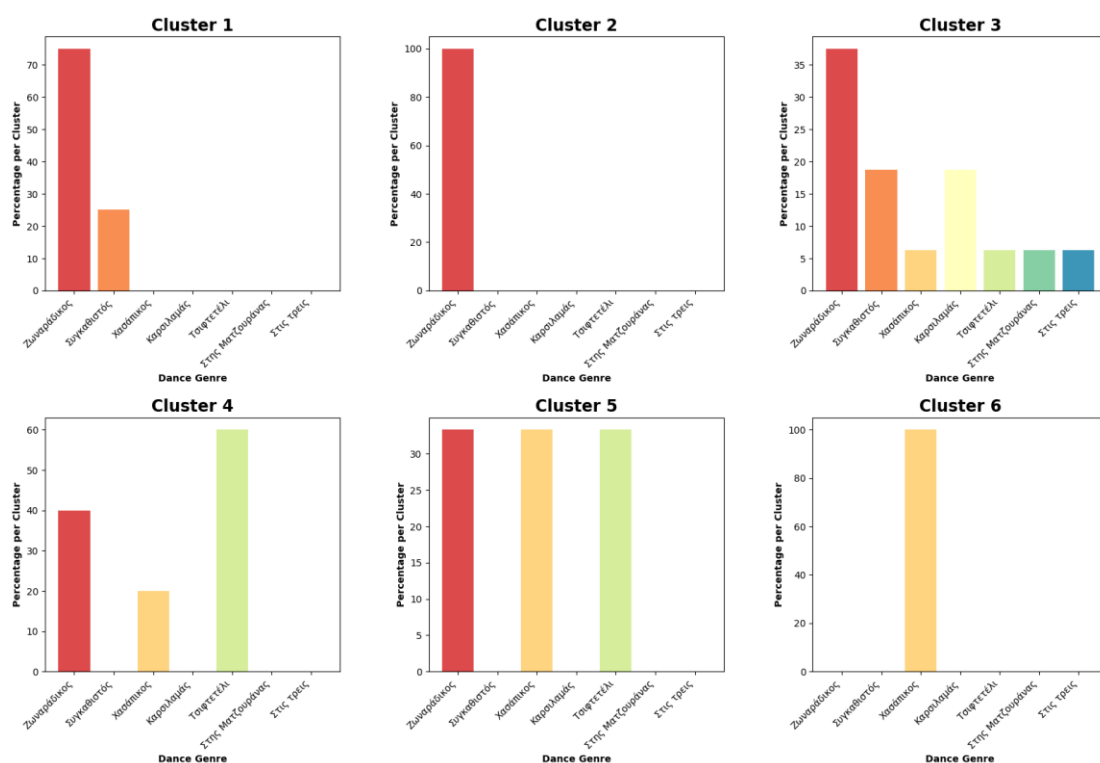 Cluster 1
Percentage per Cluster
70
60
50
40
30
20
10
0
Ζωναράδικος
Συγκαθιστός
Χασάπικος
Καρσιλαμάς
Τσιφτετέλι
Στης Ματζουράνας
Στις τρεις
Dance Genre
Cluster 2
Percentage per Cluster
100
80
60
40
20
0
Ζωναράδικος
Συγκαθιστός
Χασάπικος
Καρσιλαμάς
Τσιφτετέλι
Στης Ματζουράνας
Στις τρεις
Dance Genre
Cluster 3
Percentage per Cluster
35
30
25
20
15
10
5
0
Ζωναράδικος
Συγκαθιστός
Χασάπικος
Καρσιλαμάς
Τσιφτετέλι
Στης Ματζουράνας
Στις τρεις
Dance Genre
Cluster 4
Percentage per Cluster
60
50
40
30
20
10
0
Ζωναράδικος
Συγκαθιστός
Χασάπικος
Καρσιλαμάς
Τσιφτετέλι
Στης Ματζουράνας
Στις τρεις
Dance Genre
Cluster 5
Percentage per Cluster
30
25
20
15
10
5
0
Ζωναράδικος
Συγκαθιστός
Χασάπικος
Καρσιλαμάς
Τσιφτετέλι
Στης Ματζουράνας
Στις τρεις
Dance Genre
Cluster 6
Percentage per Cluster
100
80
60
40
20
0
Ζωναράδικος
Συγκαθιστός
Χασάπικος
Καρσιλαμάς
Τσιφτετέλι
Στης Ματζουράνας
Στις τρεις
Dance Genre